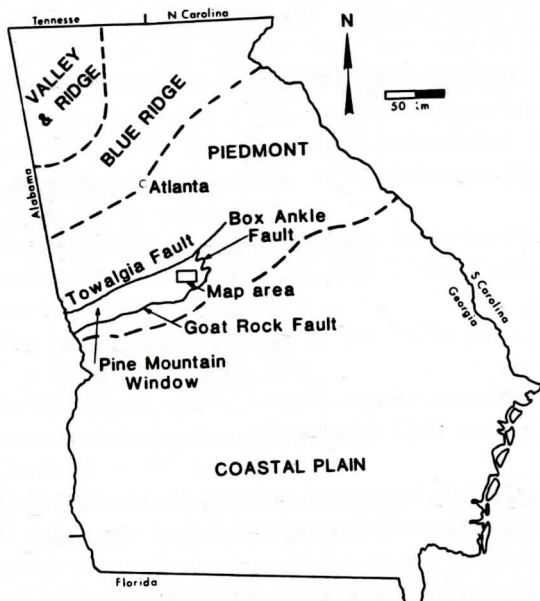 Tennesse
N Carolina
N
VALLEY
& RIDGE
BLUE RIDGE
50 km
PIEDMONT
Alabama
Atlanta
Box Ankle
Fault
Towalgia Fault
Map area
S Carolina
Georgia
Goat Rock Fault
Pine Mountain
Window
COASTAL PLAIN
Florida